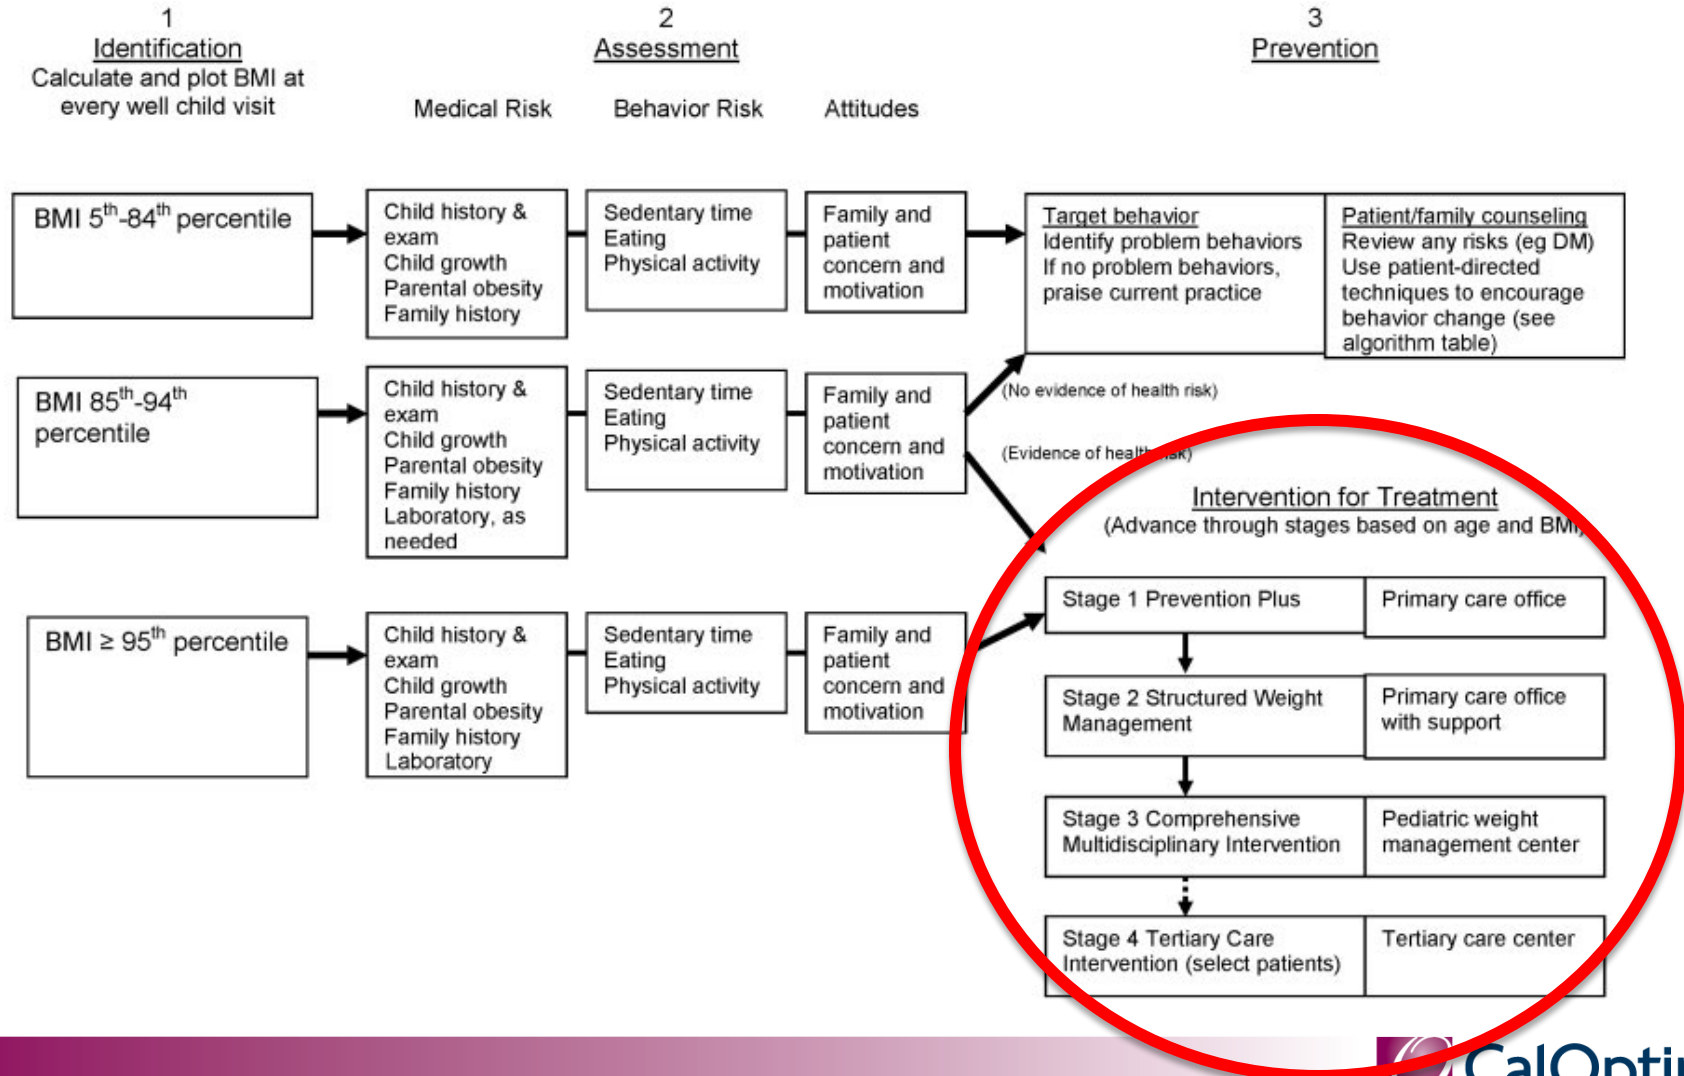 1
Identification
Calculate and plot BMI at
every well child visit
2
Assessment
Medical Risk
Behavior Risk
Attitudes
3
Prevention
BMI 5th-84th percentile
Child history &
exam
Child growth
Parental obesity
Family history
Sedentary time
Eating
Physical activity
Family and
patient
concern and
motivation
Target behavior
Identify problem behaviors
If no problem behaviors,
praise current practice
Patient/family counseling
Review any risks (eg DM)
Use patient-directed
techniques to encourage
behavior change (see
algorithm table)
BMI 85th-94th
percentile
Child history &
exam
Child growth
Parental obesity
Family history
Laboratory, as
needed
Sedentary time
Eating
Physical activity
Family and
patient
concern and
motivation
(No evidence of health risk)
(Evidence of health risk)
Intervention for Treatment
(Advance through stages based on age and BMI)
BMI ≥ 95th percentile
Child history &
exam
Child growth
Parental obesity
Family history
Laboratory
Sedentary time
Eating
Physical activity
Family and
patient
concern and
motivation
Stage 1 Prevention Plus
Primary care office
Stage 2 Structured Weight
Management
Primary care office
with support
Stage 3 Comprehensive
Multidisciplinary Intervention
Pediatric weight
management center
Stage 4 Tertiary Care
Intervention (select patients)
Tertiary care center
CalOptim